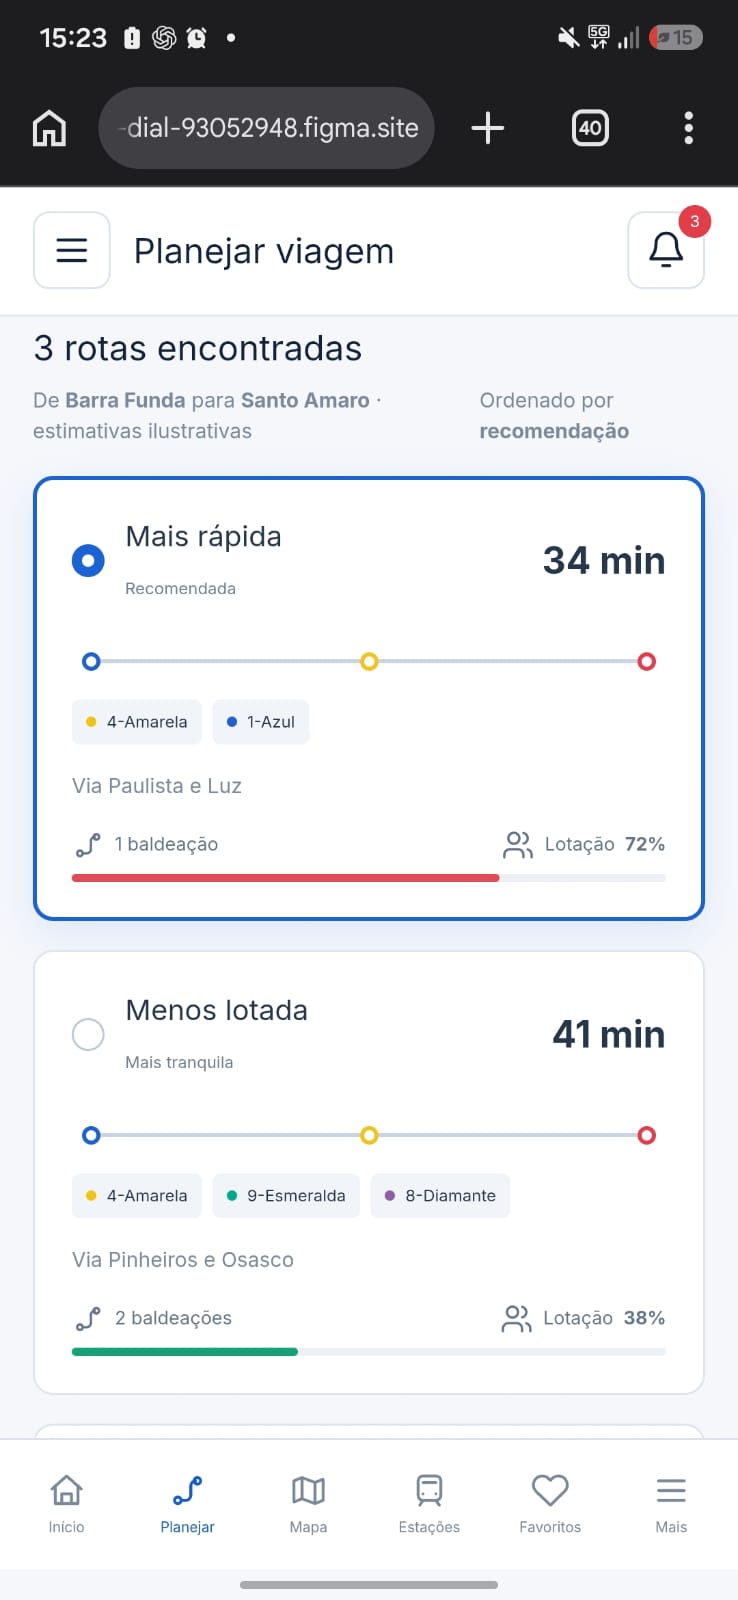 15:23
5G
15
-dial-93052948.figma.site
40
Planejar viagem
3
3 rotas encontradas
De Barra Funda para Santo Amaro ·
estimativas ilustrativas
Ordenado por
recomendação
Mais rápida
34 min
Recomendada
4-Amarela
1-Azul
Via Paulista e Luz
1 baldeação
Lotação 72%
Menos lotada
41 min
Mais tranquila
4-Amarela
9-Esmeralda
8-Diamante
Via Pinheiros e Osasco
2 baldeações
Lotação 38%
Início
Planejar
Mapa
Estações
Favoritos
Mais